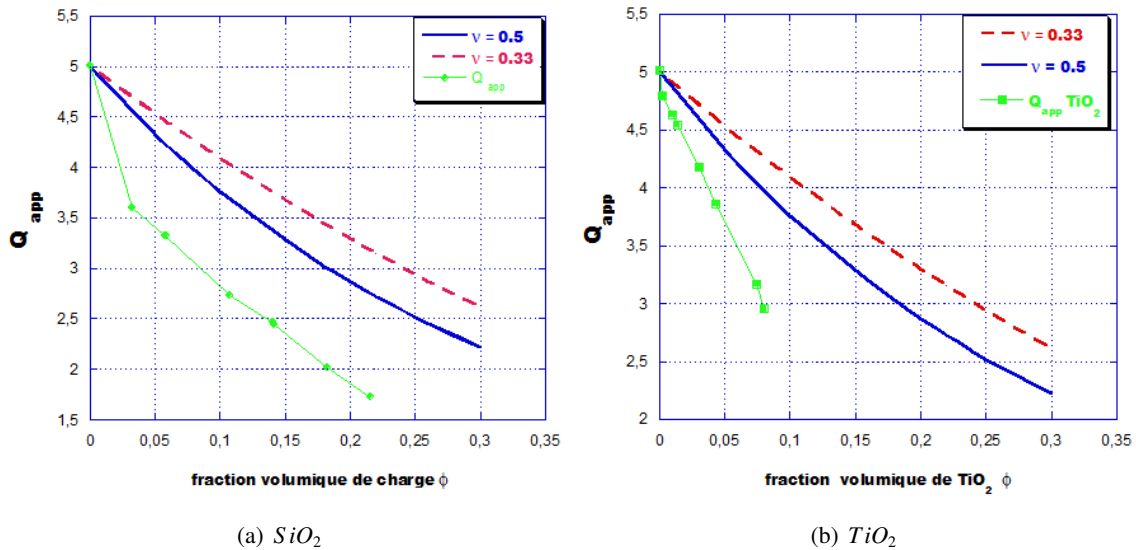 5,5
5
4,5
4
3,5
3
2,5
2
1,5
Q app
0 0,05 0,1 0,15 0,2 0,25 0,3 0,35
fraction volumique de charge ϕ
ν = 0.5
ν = 0.33
Q app
(a) SiO2
5,5
5
4,5
4
3,5
3
2,5
2
Q app
0 0,05 0,1 0,15 0,2 0,25 0,3 0,35
fraction volumique de TiO2 ϕ
ν = 0.33
ν = 0.5
Q app TiO2
(b) TiO2